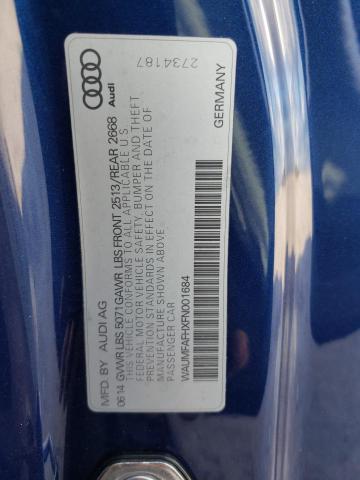 MFD. BY AUDI AG
06 14 GVWR LBS 5071 GAWR LBS FRONT 2513/REAR 2668
THIS VEHICLE CONFORMS TO ALL APPLICABLE U S
FEDERAL MOTOR VEHICLE SAFETY, BUMPER AND THEFT
PREVENTION STANDARDS IN EFFECT ON THE DATE OF
MANUFACTURE SHOWN ABOVE.
PASSENGER CAR
WAUMFAFHXFN001684
GERMANY
Audi
2734187